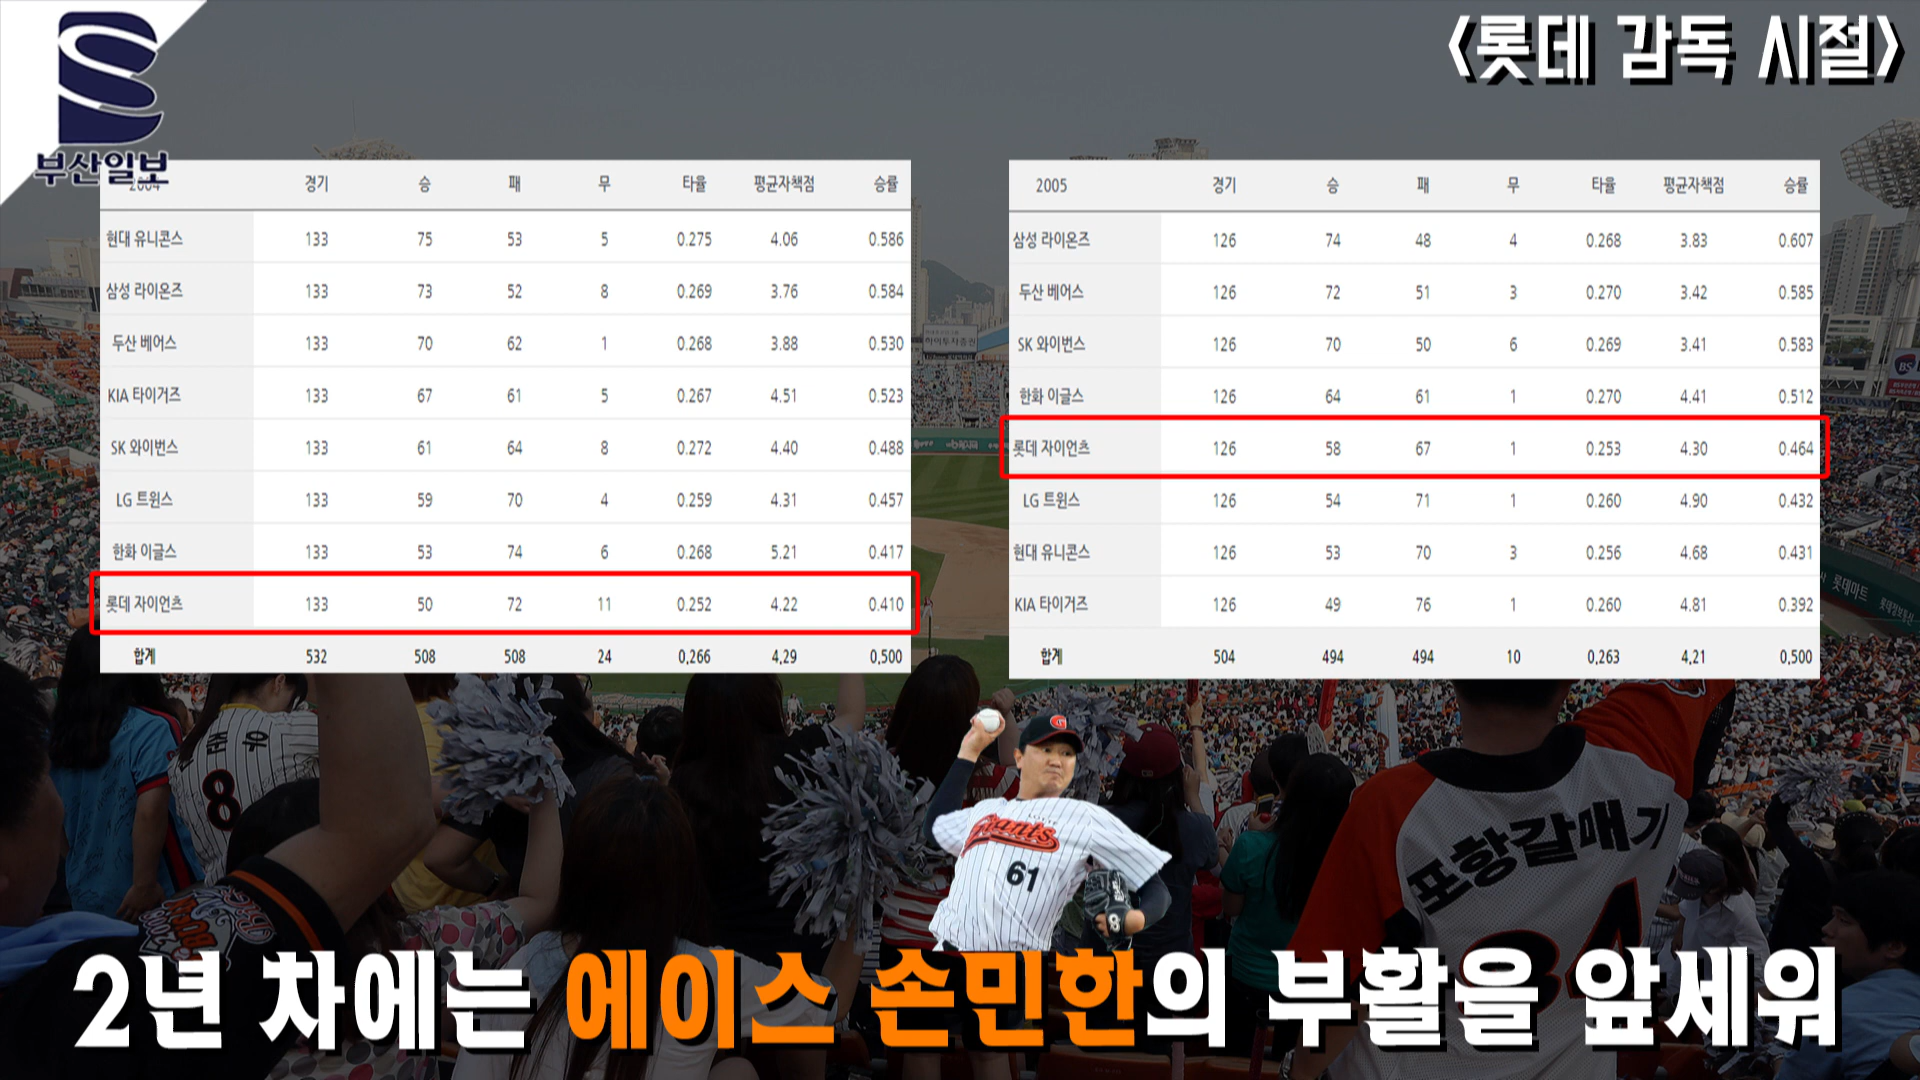 <롯데 감독 시절>
부산일보
2004 경기 승 패 무 타율 평균자책점 승률
현대 유니콘스 133 75 53 5 0.275 4.06 0.586
삼성 라이온즈 133 73 52 8 0.269 3.76 0.584
두산 베어스 133 70 62 1 0.268 3.88 0.530
KIA 타이거즈 133 67 61 5 0.267 4.51 0.523
SK 와이번스 133 61 64 8 0.272 4.40 0.488
LG 트윈스 133 59 70 4 0.259 4.31 0.457
한화 이글스 133 53 74 6 0.268 5.21 0.417
롯데 자이언츠 133 50 72 11 0.252 4.22 0.410
합계 532 508 508 24 0.266 4.29 0.500
2005 경기 승 패 무 타율 평균자책점 승률
삼성 라이온즈 126 74 48 4 0.268 3.83 0.607
두산 베어스 126 72 51 3 0.270 3.42 0.585
SK 와이번스 126 70 50 6 0.269 3.41 0.583
한화 이글스 126 64 61 1 0.270 4.41 0.512
롯데 자이언츠 126 58 67 1 0.253 4.30 0.464
LG 트윈스 126 54 71 1 0.260 4.90 0.432
현대 유니콘스 126 53 70 3 0.256 4.68 0.431
KIA 타이거즈 126 49 76 1 0.260 4.81 0.392
합계 504 494 494 10 0.263 4.21 0.500
하이투자증권
BS
롯데마트
8
Giants
61
포항갈매기
34
2년 차에는 에이스 손민한의 부활을 앞세워